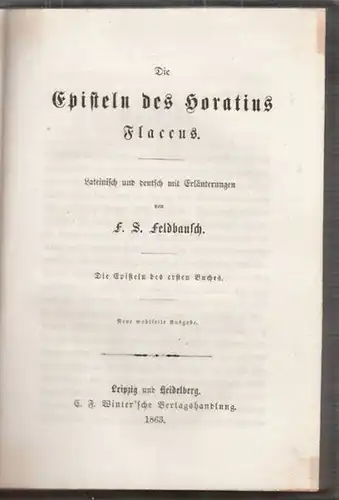 Die
Episteln des Horatius
Flaccus.
Lateinisch und deutsch mit Erläuterungen
von
F. S. Feldbausch.
Die Episteln des ersten Buches.
Neue wohlfeile Ausgabe.
Leipzig und Heidelberg.
C. F. Winter'sche Verlagshandlung.
1863.